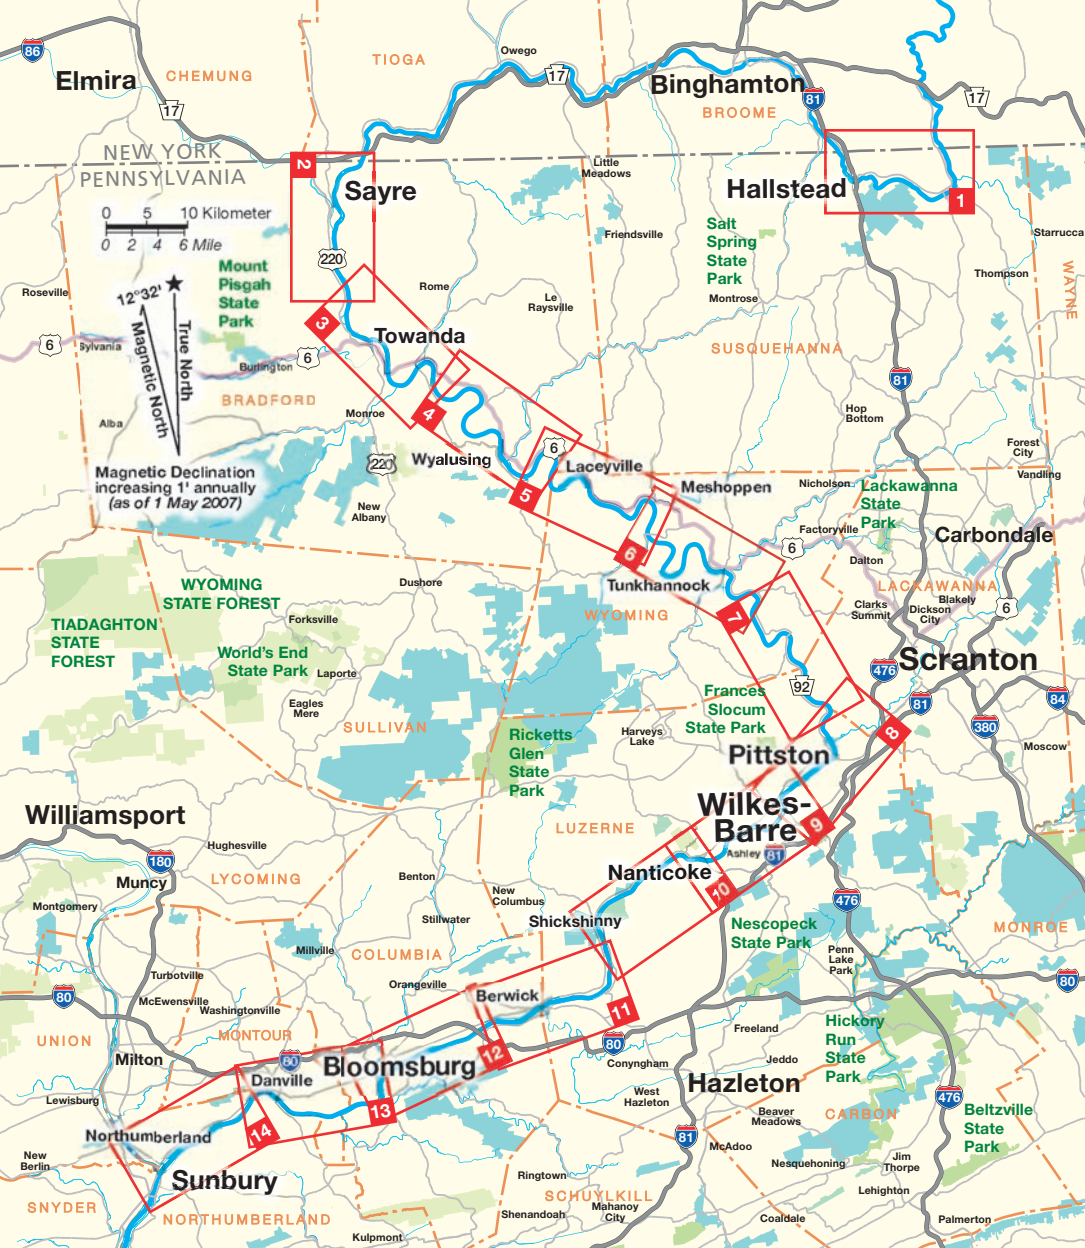 Owego
86
TIOGA
Elmira
CHEMUNG
17
Binghamton
17
81
17
BROOME
NEW YORK
PENNSYLVANIA
2
Little
Meadows
Sayre
Hallstead
1
0 5 10 Kilometer
0 2 4 6 Mile
Salt
Spring
State
Park
Friendsville
Starrucca
220
Mount
Pisgah
State
Park
Thompson
WAYNE
12°32'
True North
Magnetic North
Roseville
Rome
Le
Raysville
Montrose
3
Towanda
6
Sylvania
6
Burlington
SUSQUEHANNA
81
BRADFORD
Monroe
4
Hop
Bottom
Alba
Forest
City
6
220
Wyalusing
Laceyville
Magnetic Declination
increasing 1' annually
(as of 1 May 2007)
Vandling
Meshoppen
Nicholson
Lackawanna
State
Park
5
New
Albany
Factoryville
Carbondale
6
6
Dalton
WYOMING
STATE FOREST
Dushore
Tunkhannock
LACKAWANNA
Blakely
Clarks
Summit
Dickson
City
6
WYOMING
7
Forksville
TIADAGHTON
STATE
FOREST
World's End
State Park
Laporte
476
Scranton
92
Frances
Slocum
State Park
84
81
Eagles
Mere
SULLIVAN
Ricketts
Glen
State
Park
Harveys
Lake
8
380
Moscow
Pittston
Williamsport
Wilkes-
Barre
9
LUZERNE
Hughesville
180
Ashley
81
Muncy
LYCOMING
Benton
Nanticoke
10
New
Columbus
476
Montgomery
Stillwater
Shickshinny
Nescopeck
State Park
MONROE
Millville
COLUMBIA
Penn
Lake
Park
Turbotville
Orangeville
80
80
McEwensville
Washingtonville
Berwick
11
Freeland
Hickory
Run
State
Park
UNION
MONTOUR
80
12
80
Milton
Bloomsburg
Conyngham
Jeddo
Danville
Hazleton
Lewisburg
West
Hazleton
13
476
Beltzville
State
Park
Beaver
Meadows
CARBON
Northumberland
14
81
McAdoo
New
Berlin
Nesquehoning
Jim
Thorpe
Sunbury
Ringtown
SCHUYLKILL
Lehighton
SNYDER
Mahanoy
City
NORTHUMBERLAND
Shenandoah
Coaldale
Palmerton
Kulpmont